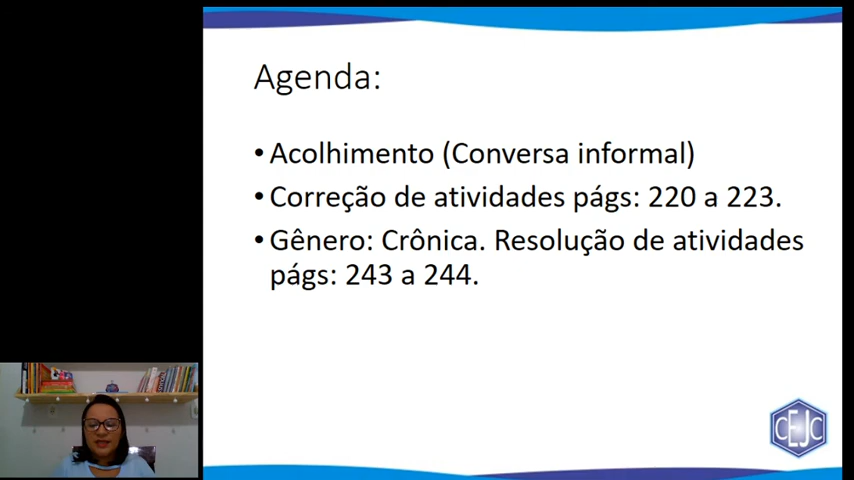 Agenda:
• Acolhimento (Conversa informal)
• Correção de atividades págs: 220 a 223.
• Gênero: Crônica. Resolução de atividades
págs: 243 a 244.
CEJC